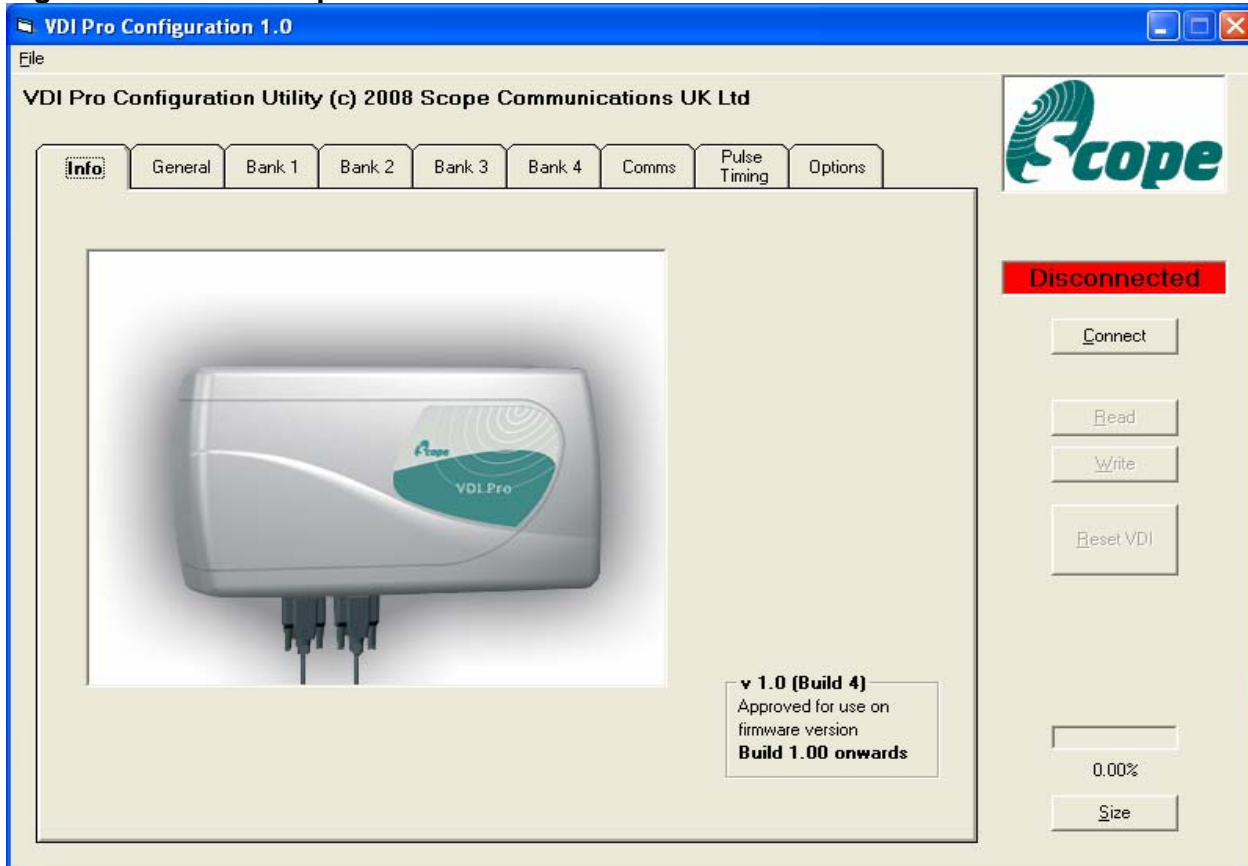 VDI Pro Configuration 1.0
File
VDI Pro Configuration Utility (c) 2008 Scope Communications UK Ltd
Scope
Info
General
Bank 1
Bank 2
Bank 3
Bank 4
Comms
Pulse
Timing
Options
Scope
VDI Pro
v 1.0 (Build 4)
Approved for use on
firmware version
Build 1.00 onwards
Disconnected
Connect
Read
Write
Reset VDI
0.00%
Size